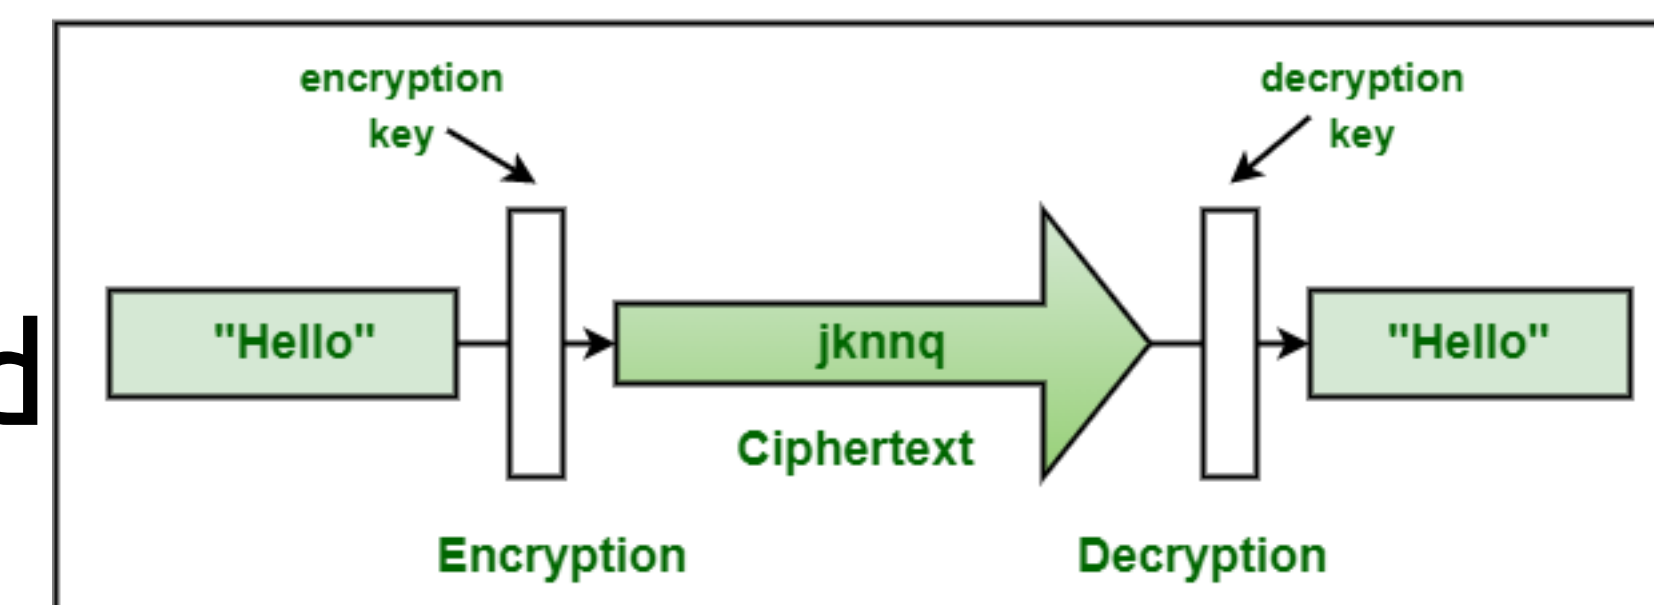 encryption
key
decryption
key
d
"Hello"
jknnq
"Hello"
Ciphertext
Encryption
Decryption